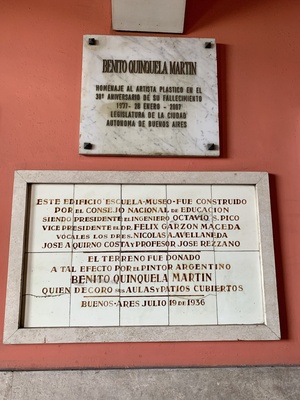 BENITO QUINQUELA MARTIN
HOMENAJE AL ARTISTA PLASTICO EN EL
30º ANIVERSARIO DE SU FALLECIMIENTO
1977 - 28 ENERO - 2007
LEGISLATURA DE LA CIUDAD
AUTONOMA DE BUENOS AIRES
ESTE EDIFICIO ESCUELA-MUSEO·FUE CONSTRUIDO
POR EL CONSEJO NACIONAL DE EDUCACION
SIENDO PRESIDENTE EL INGENIERO OCTAVIO S. PICO
VICE PRESIDENTE EL DR. FELIX GARZON MACEDA
VOCALES LOS DRES. NICOLAS A. AVELLANEDA
JOSE A QUIRNO COSTA Y PROFESOR JOSE REZZANO
EL TERRENO FUE DONADO
A TAL EFECTO POR EL PINTOR ARGENTINO
BENITO QUINQUELA MARTIN
QUIEN DECORO SUS AULAS Y PATIOS CUBIERTOS
BUENOS-AIRES JULIO 19 DE 1936